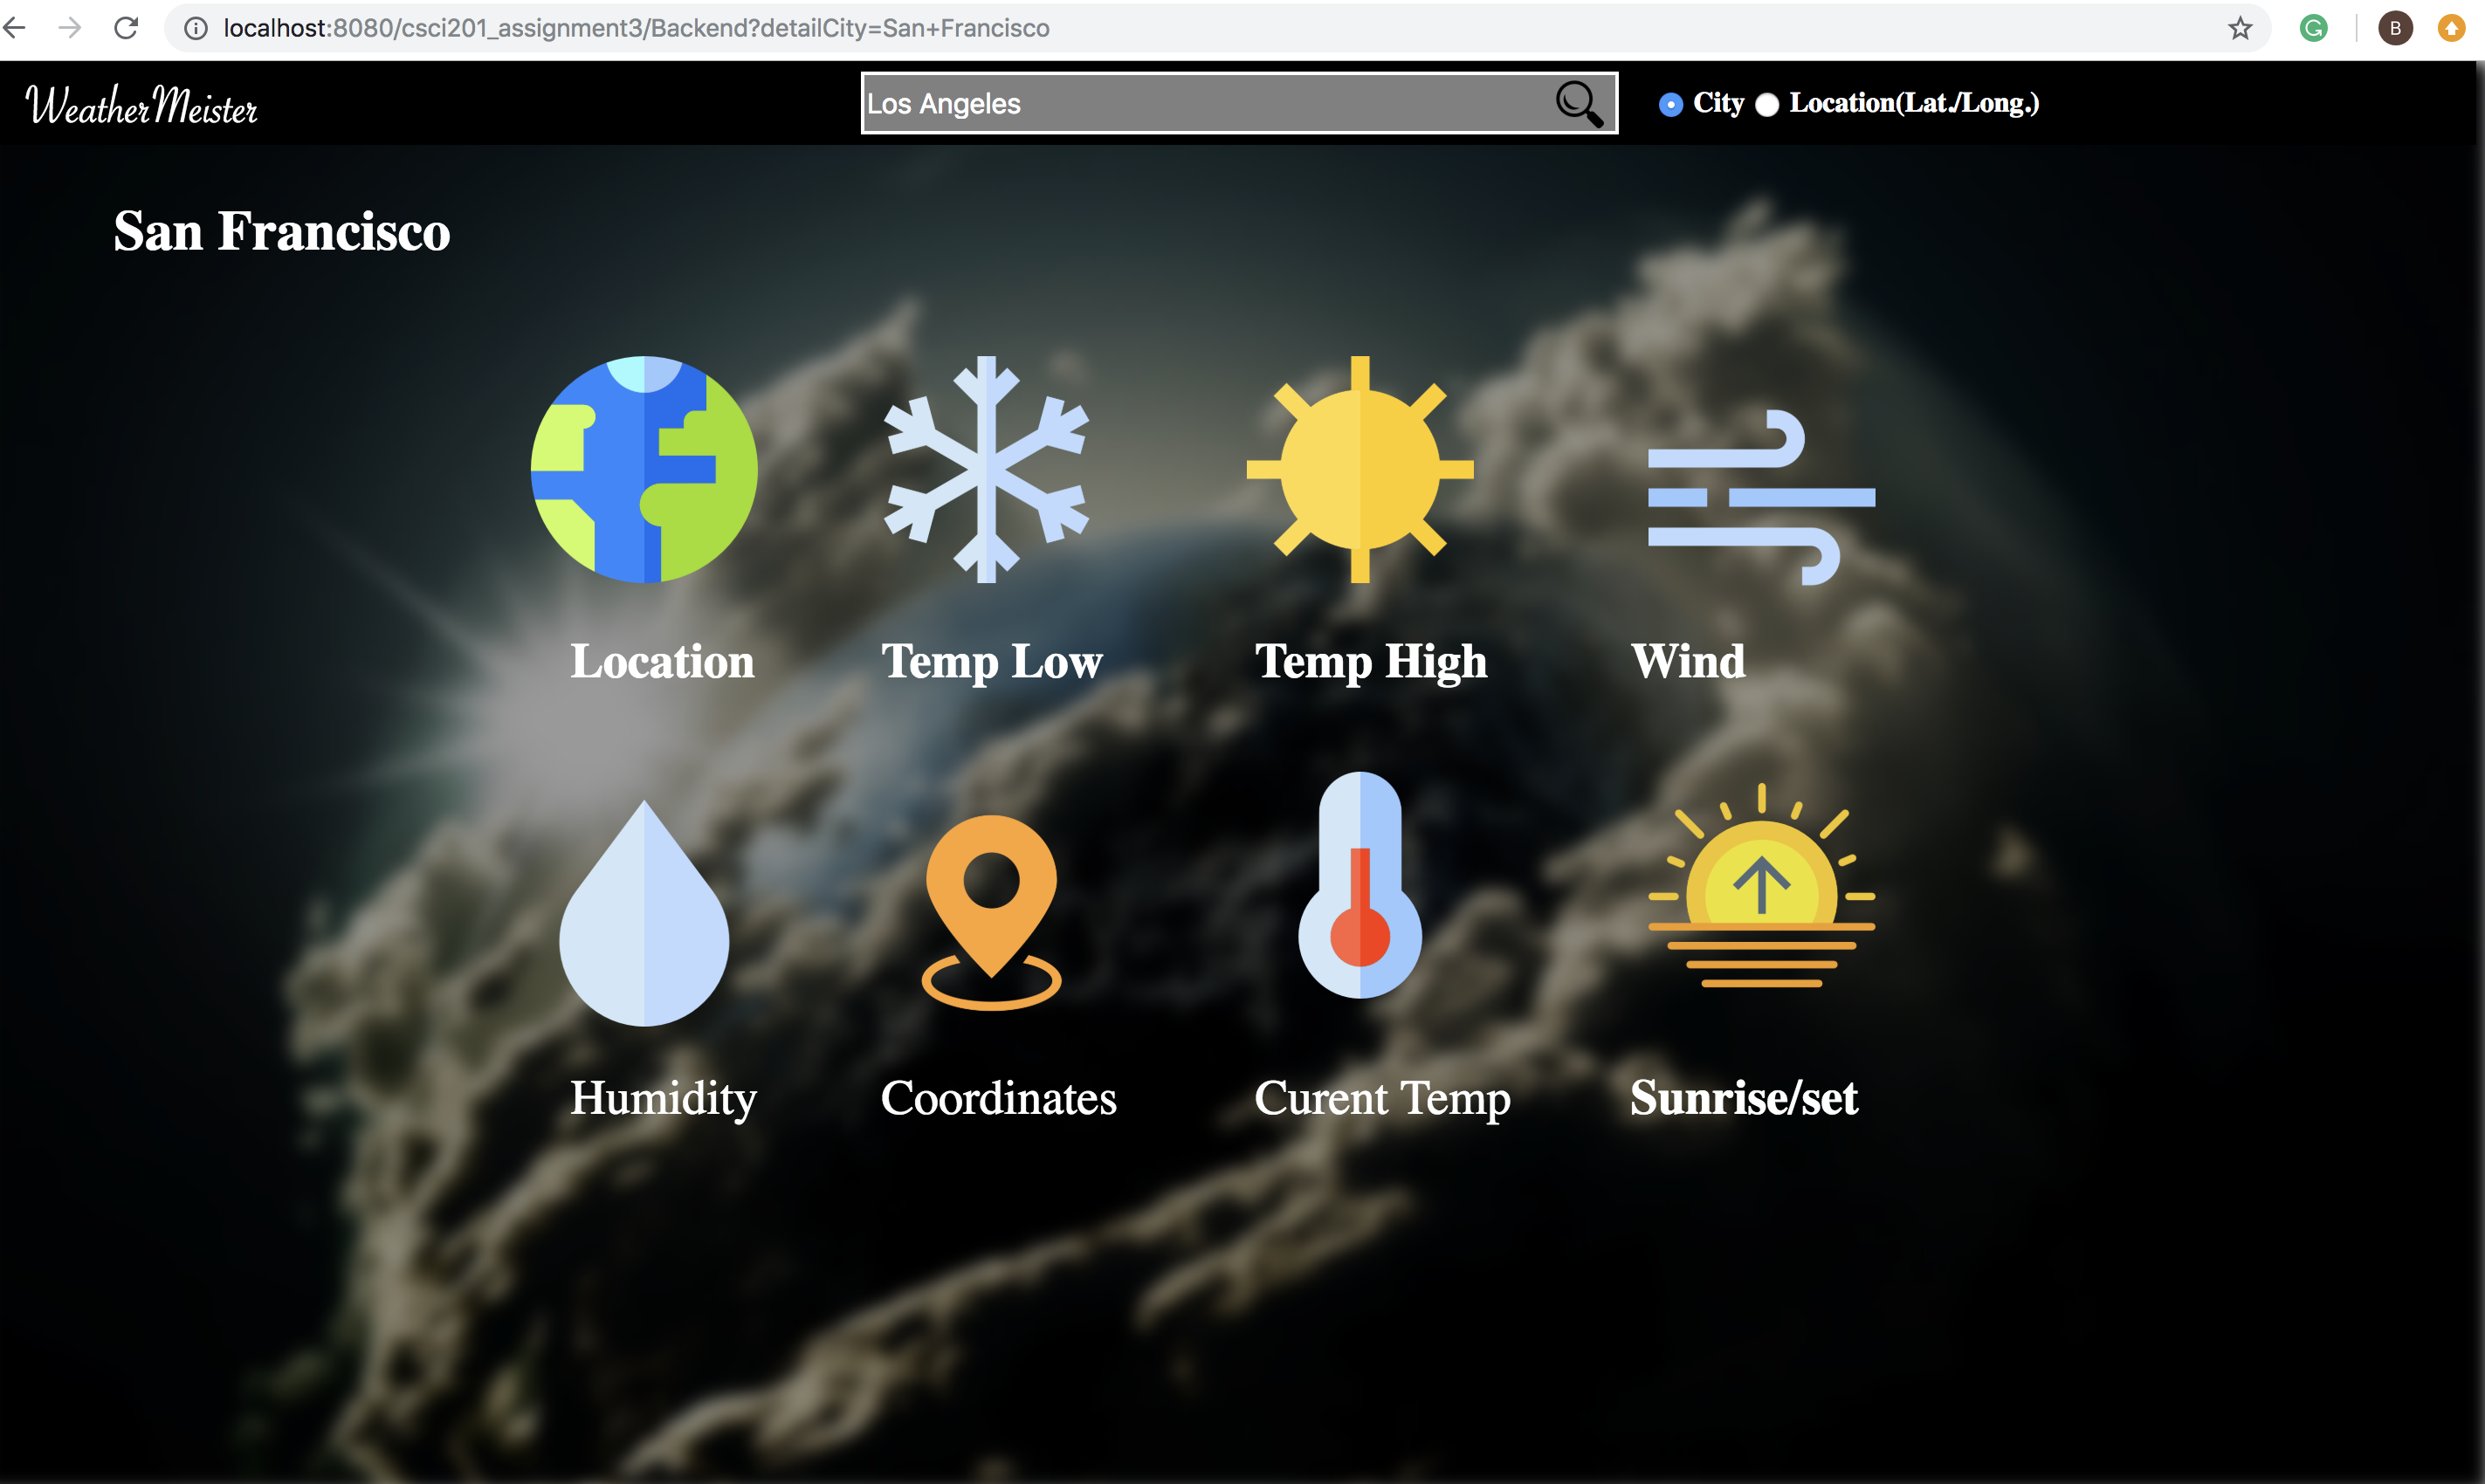 localhost:8080/csci201_assignment3/Backend?detailCity=San+Francisco
B
WeatherMeister
Los Angeles
City Location(Lat./Long.)
San Francisco
Location Temp Low Temp High Wind
Humidity Coordinates Curent Temp Sunrise/set